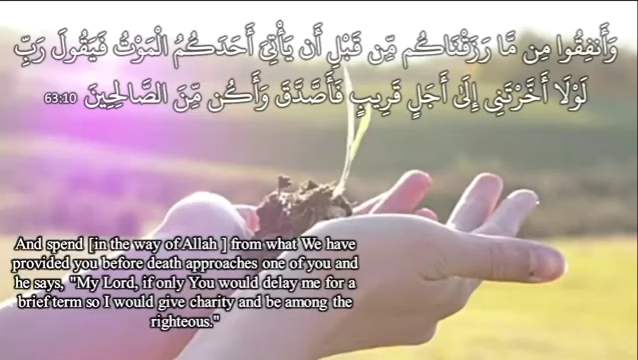 وَأَنفِقُوا مِن مَّا رَزَقْنَاكُم مِّن قَبْلِ أَن يَأْتِيَ أَحَدَكُمُ الْمَوْتُ فَيَقُولَ رَبِّ
لَوْلَا أَخَّرْتَنِي إِلَىٰ أَجَلٍ قَرِيبٍ فَأَصَّدَّقَ وَأَكُن مِّنَ الصَّالِحِينَ 63:10
And spend [in the way of Allah ] from what We have
provided you before death approaches one of you and
he says, "My Lord, if only You would delay me for a
brief term so I would give charity and be among the
righteous."